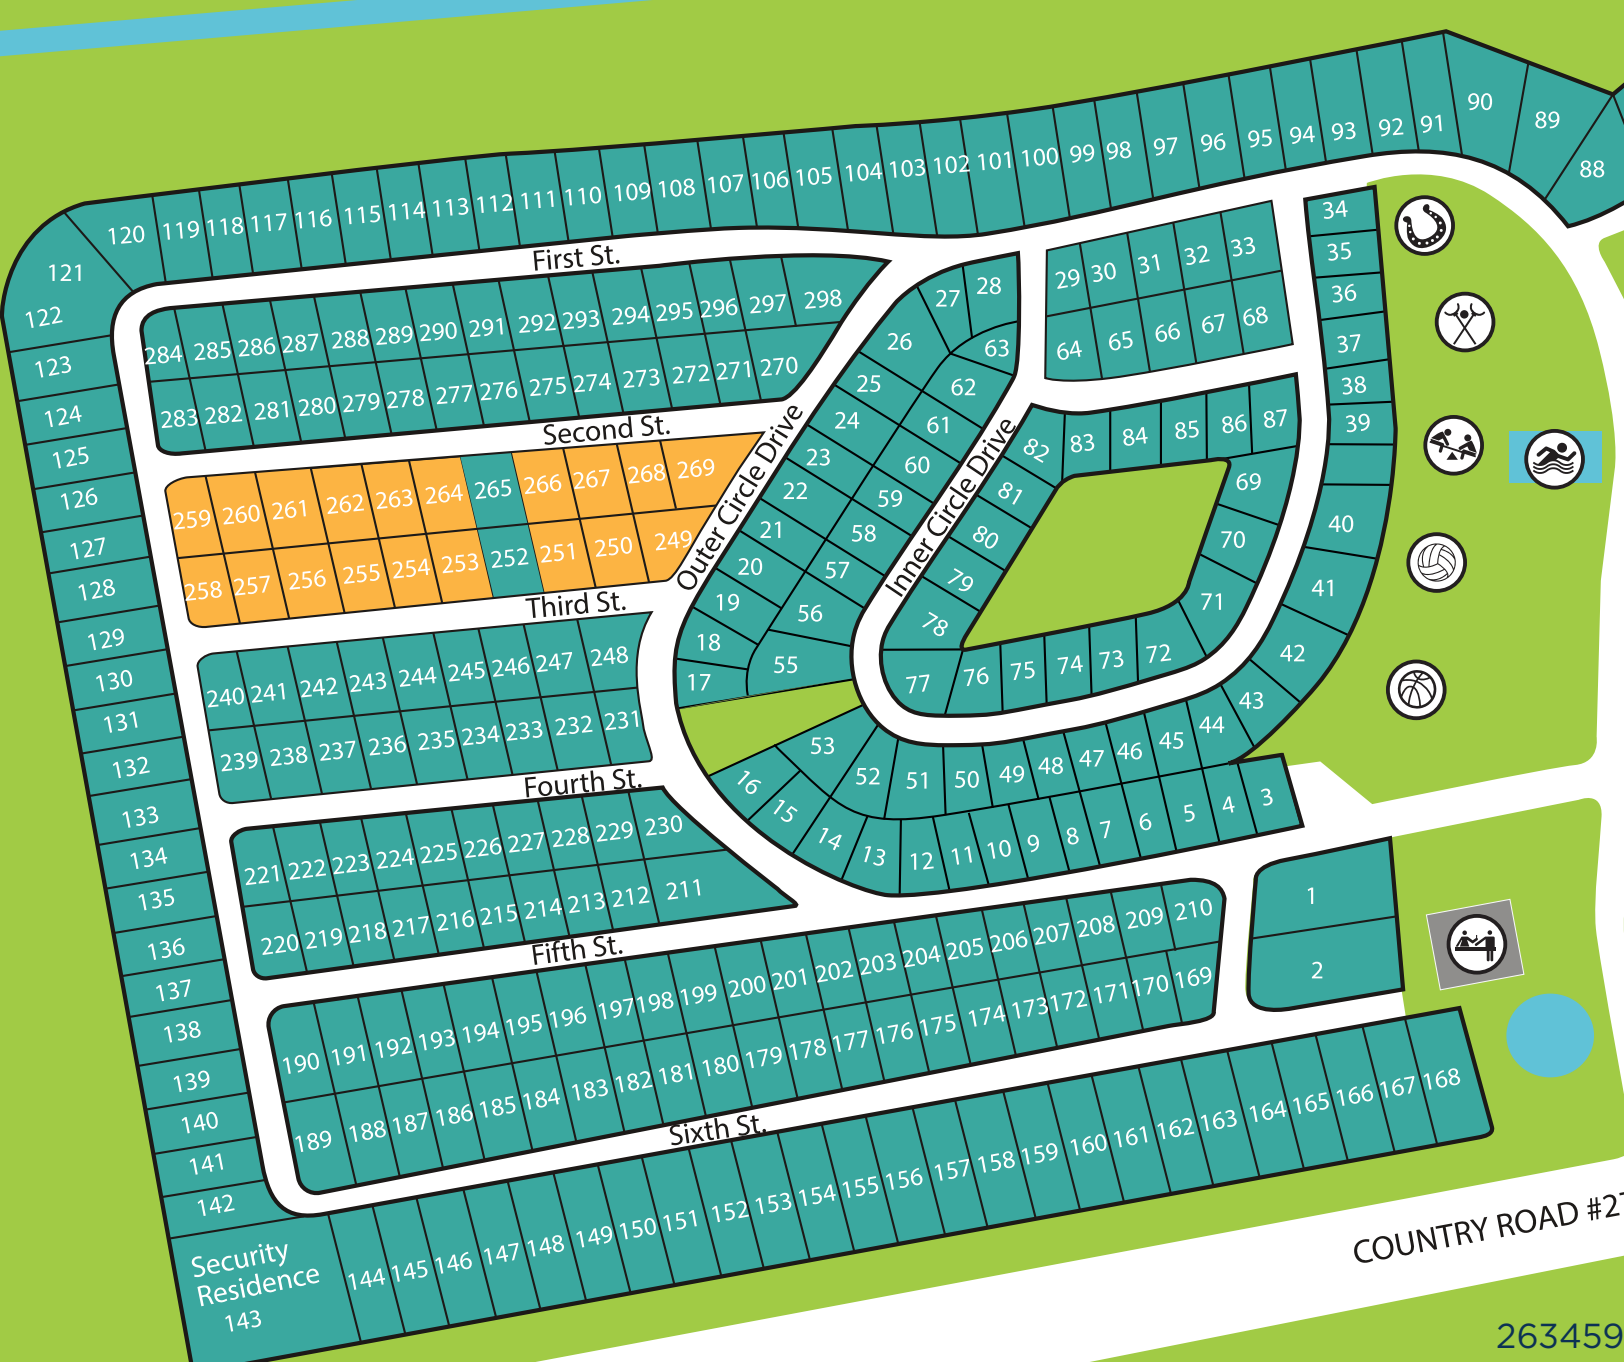 90
89
88
120 119 118 117 116 115 114 113 112 111 110 109 108 107 106 105 104 103 102 101 100 99 98 97 96 95 94 93 92 91
121
122
123
124
125
126
127
128
129
130
131
132
133
134
135
136
137
138
139
140
141
142
Security
Residence
143
First St.
284 285 286 287 288 289 290 291 292 293 294 295 296 297 298
283 282 281 280 279 278 277 276 275 274 273 272 271 270
Second St.
259 260 261 262 263 264 265 266 267 268 269
258 257 256 255 254 253 252 251 250 249
Third St.
240 241 242 243 244 245 246 247 248
239 238 237 236 235 234 233 232 231
Fourth St.
221 222 223 224 225 226 227 228 229 230
220 219 218 217 216 215 214 213 212 211
Fifth St.
190 191 192 193 194 195 196 197 198 199 200 201 202 203 204 205 206 207 208 209 210
189 188 187 186 185 184 183 182 181 180 179 178 177 176 175 174 173 172 171 170 169
Sixth St.
144 145 146 147 148 149 150 151 152 153 154 155 156 157 158 159 160 161 162 163 164 165 166 167 168
Outer Circle Drive
27 28
26 63
25 62
24 61
23 60
22 59
21 58
20 57
19 56
18 55
17
Inner Circle Drive
29 30 31 32 33
64 65 66 67 68
34
35
36
37
38
39
40
41
42
43
44
82 83 84 85 86 87
81 69
80 70
79 71
78
77 76 75 74 73 72
53 52 51 50 49 48 47 46 45
16 15 14 13 12 11 10 9 8 7 6 5 4 3
1
2
COUNTRY ROAD #27
263459